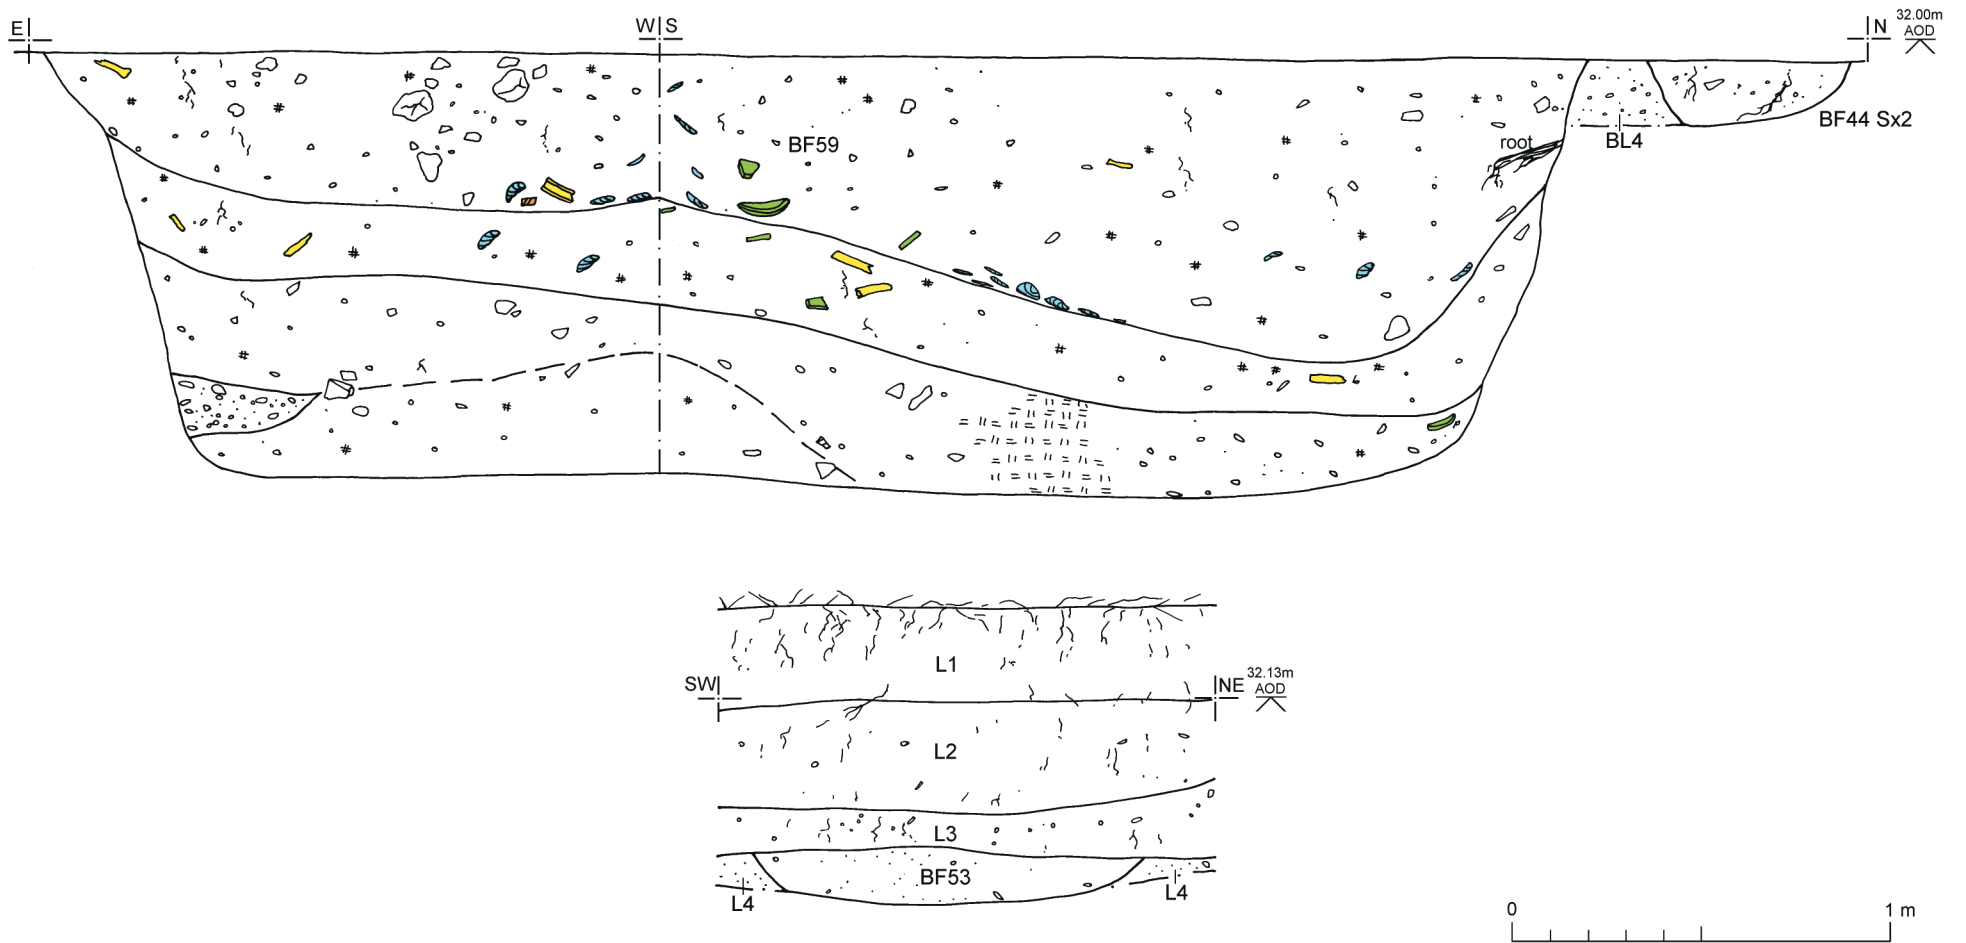 E
W S
N
32.00m
AOD
BF59
root
BL4
BF44 Sx2
L1
SW
NE
32.13m
AOD
L2
L3
BF53
L4
L4
0
1 m